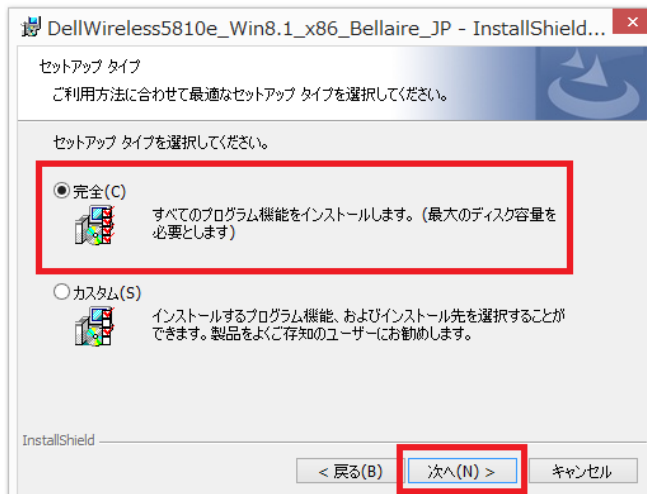 DellWireless5810e_Win8.1_x86_Bellaire_JP - InstallShield...
セットアップ タイプ
ご利用方法に合わせて最適なセットアップ タイプを選択してください。
セットアップ タイプを選択してください。
完全(C)
すべてのプログラム機能をインストールします。(最大のディスク容量を
必要とします)
カスタム(S)
インストールするプログラム機能、およびインストール先を選択することが
できます。製品をよくご存知のユーザーにお勧めします。
InstallShield
< 戻る(B)
次へ(N) >
キャンセル